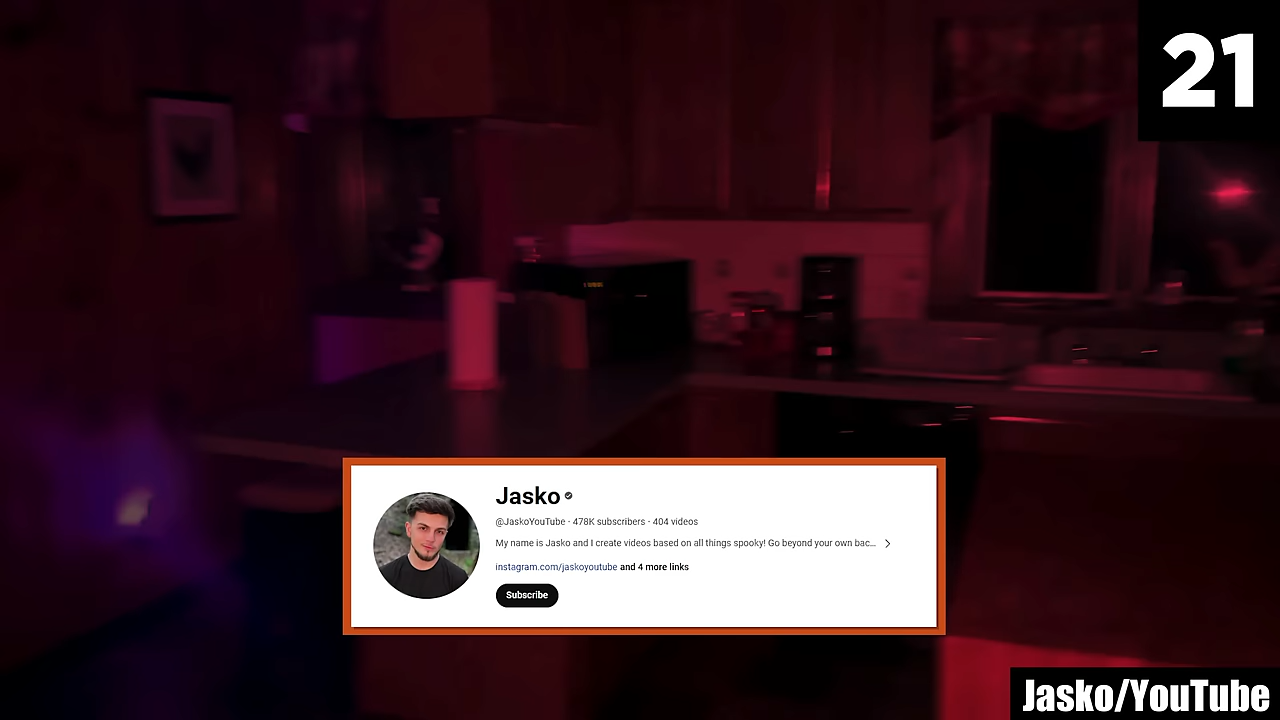 21
Jasko
@JaskoYouTube · 478K subscribers · 404 videos
My name is Jasko and I create videos based on all things spooky! Go beyond your own bac...
instagram.com/jaskoyoutube and 4 more links
Subscribe
Jasko/YouTube